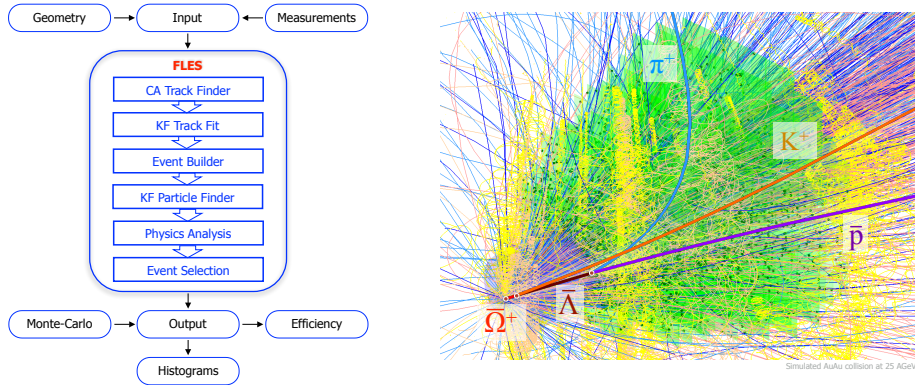 Geometry
Input
Measurements
FLES
CA Track Finder
KF Track Fit
Event Builder
KF Particle Finder
Physics Analysis
Event Selection
Monte-Carlo
Output
Efficiency
Histograms
π⁺
K⁺
p̄
Λ̄
Ω̄⁺
Simulated AuAu collision at 25 AGeV